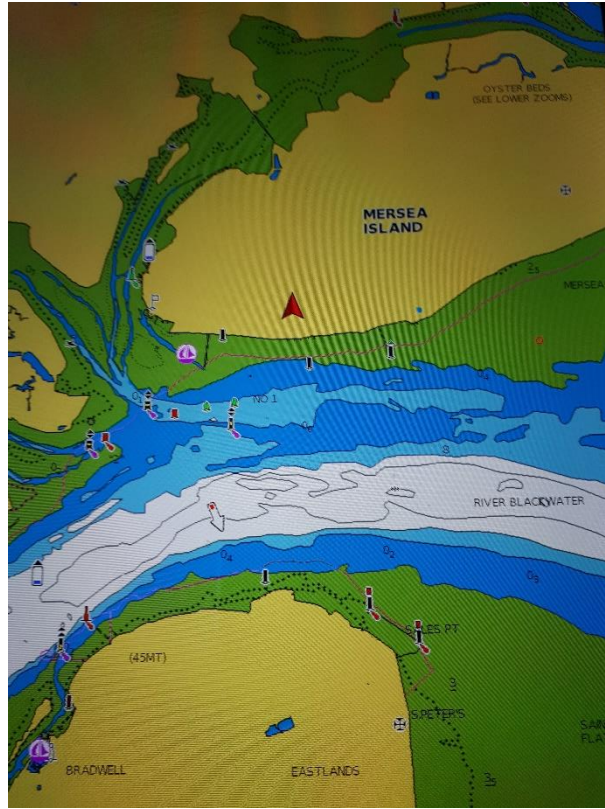 OYSTER BEDS
(SEE LOWER ZOOMS)
MERSEA
ISLAND
MERSEA
NO 1
RIVER BLACKWATER
(45MT)
ST.PETER'S
BRADWELL
EASTLANDS